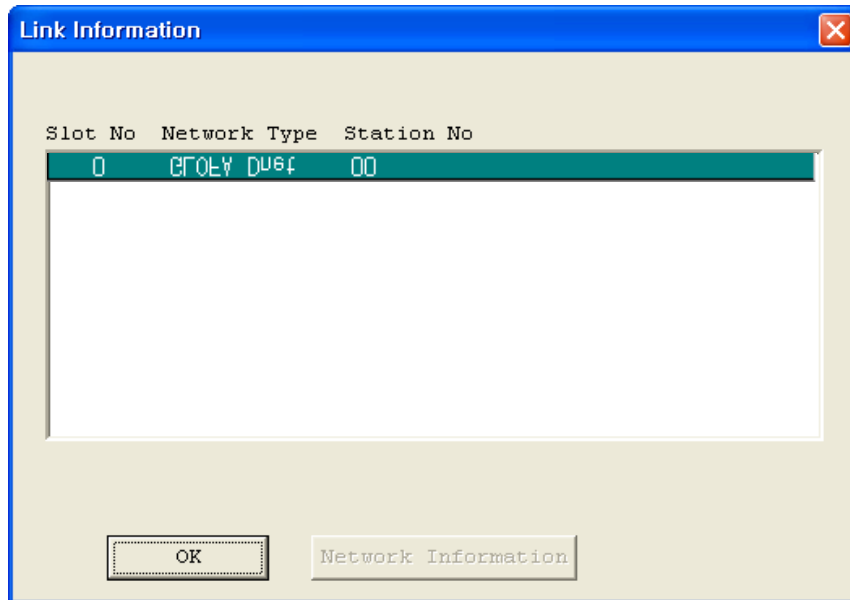 Link Information
Slot No Network Type Station No
0 GLOFA Dnet 00
OK Network Information